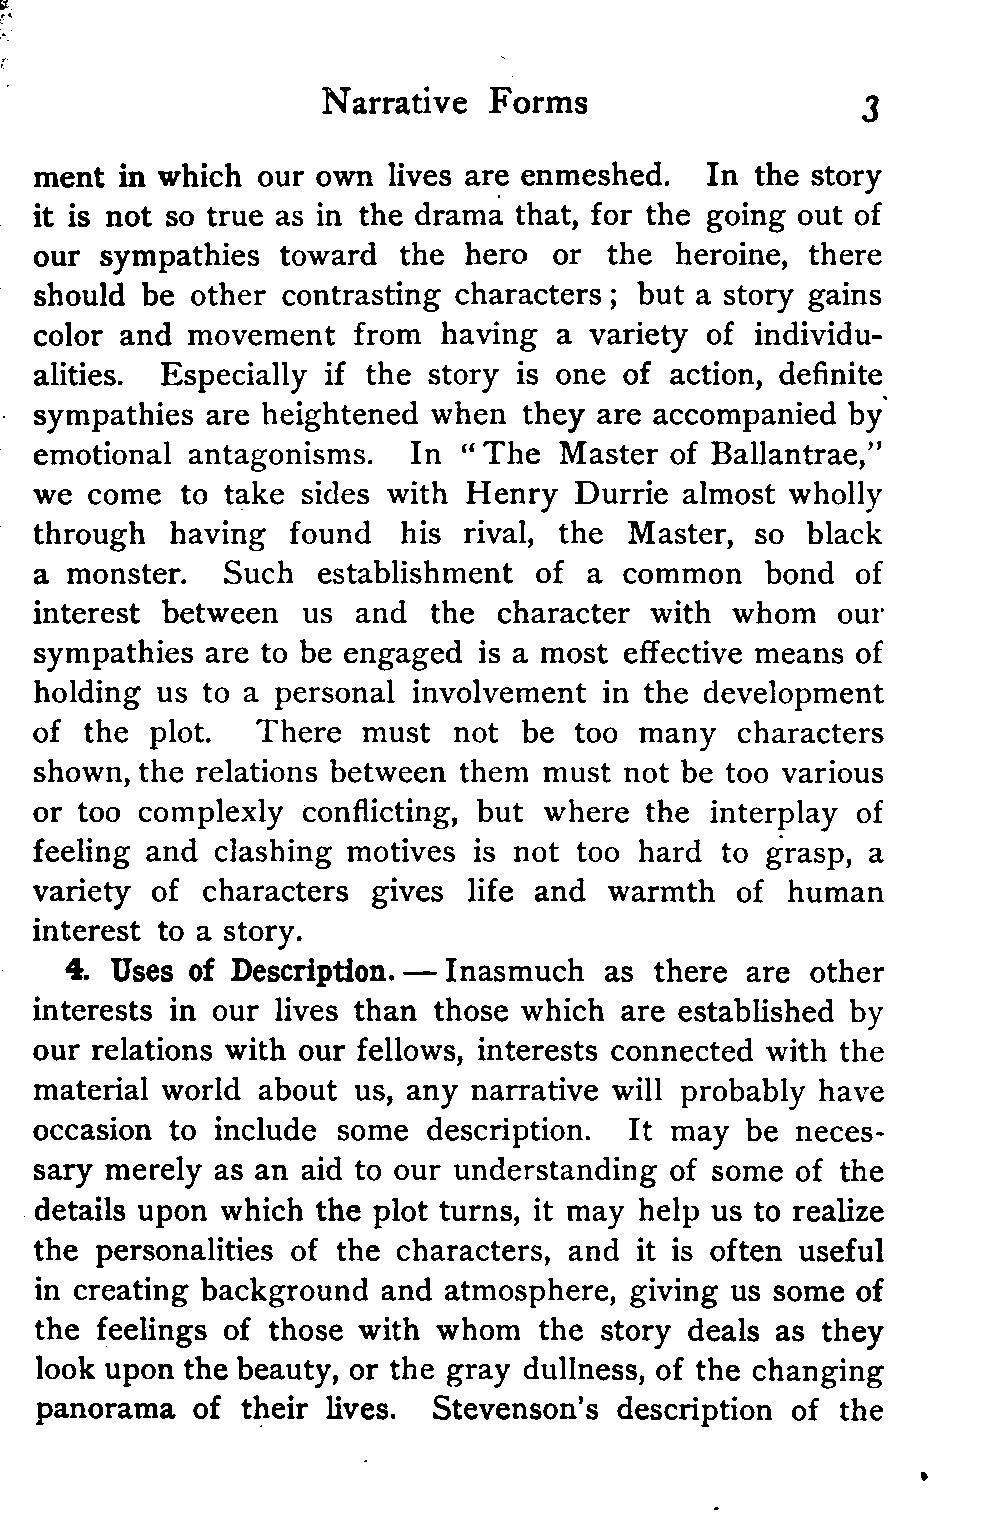 Narrative Forms 3
ment in which our own lives are enmeshed. In the story
it is not so true as in the drama that, for the going out of
our sympathies toward the hero or the heroine, there
should be other contrasting characters; but a story gains
color and movement from having a variety of individu-
alities. Especially if the story is one of action, definite
sympathies are heightened when they are accompanied by
emotional antagonisms. In "The Master of Ballantrae,"
we come to take sides with Henry Durrie almost wholly
through having found his rival, the Master, so black
a monster. Such establishment of a common bond of
interest between us and the character with whom our
sympathies are to be engaged is a most effective means of
holding us to a personal involvement in the development
of the plot. There must not be too many characters
shown, the relations between them must not be too various
or too complexly conflicting, but where the interplay of
feeling and clashing motives is not too hard to grasp, a
variety of characters gives life and warmth of human
interest to a story.
4. Uses of Description. — Inasmuch as there are other
interests in our lives than those which are established by
our relations with our fellows, interests connected with the
material world about us, any narrative will probably have
occasion to include some description. It may be neces-
sary merely as an aid to our understanding of some of the
details upon which the plot turns, it may help us to realize
the personalities of the characters, and it is often useful
in creating background and atmosphere, giving us some of
the feelings of those with whom the story deals as they
look upon the beauty, or the gray dullness, of the changing
panorama of their lives. Stevenson's description of the